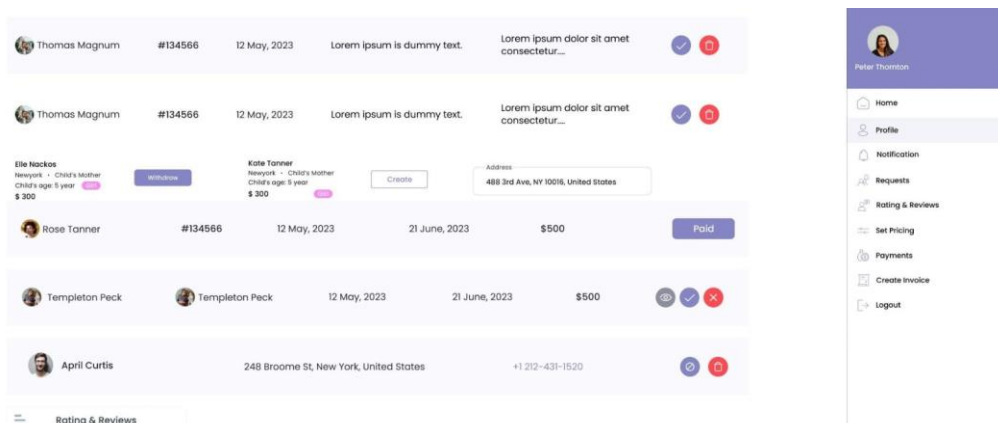 Thomas Magnum #134566 12 May, 2023 Lorem ipsum is dummy text. Lorem ipsum dolor sit amet
consectetur....
Thomas Magnum #134566 12 May, 2023 Lorem ipsum is dummy text. Lorem ipsum dolor sit amet
consectetur....
Elle Nackos
Newyork • Child's Mother
Child's age: 5 year
$ 300
Withdraw
Kate Tanner
Newyork • Child's Mother
Child's age: 5 year
$ 300
Create
Address
488 3rd Ave, NY 10016, United States
Rose Tanner #134566 12 May, 2023 21 June, 2023 $500 Paid
Templeton Peck Templeton Peck 12 May, 2023 21 June, 2023 $500
April Curtis 248 Broome St, New York, United States +1 212-431-1520
Rating & Reviews
Peter Thornton
Home
Profile
Notification
Requests
Rating & Reviews
Set Pricing
Payments
Create Invoice
Logout